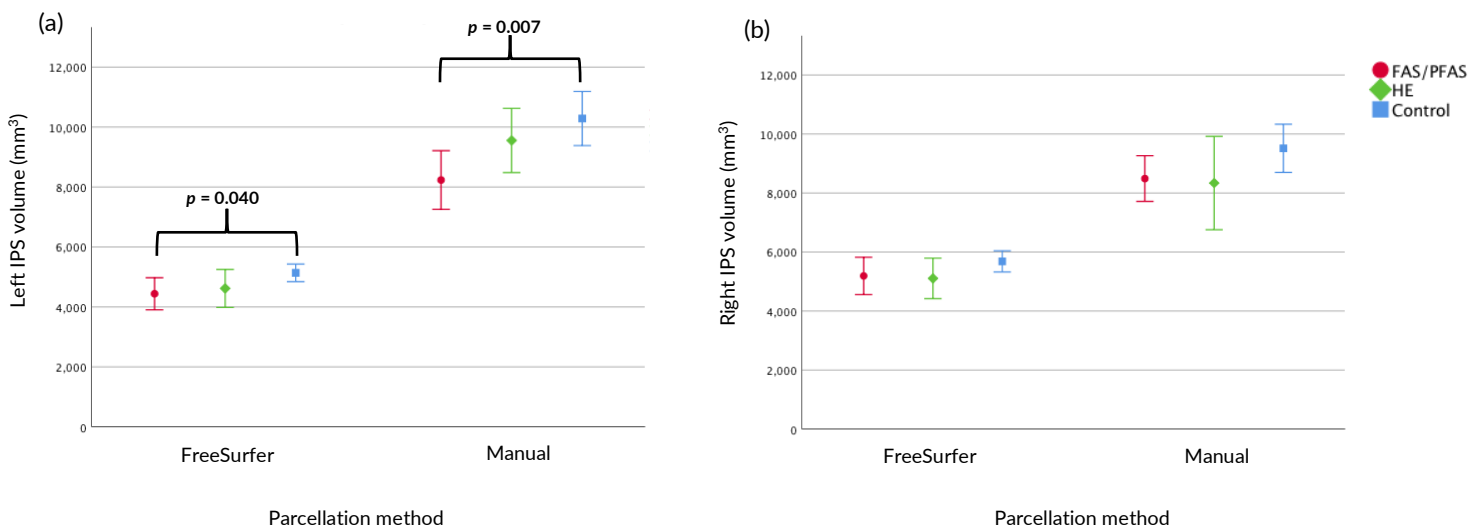 (a)
p = 0.007
12,000
10,000
8,000
6,000
4,000
2,000
0
Left IPS volume (mm³)
p = 0.040
FreeSurfer
Manual
Parcellation method
(b)
12,000
10,000
8,000
6,000
4,000
2,000
0
Right IPS volume (mm³)
FreeSurfer
Manual
Parcellation method
FAS/PFAS
HE
Control